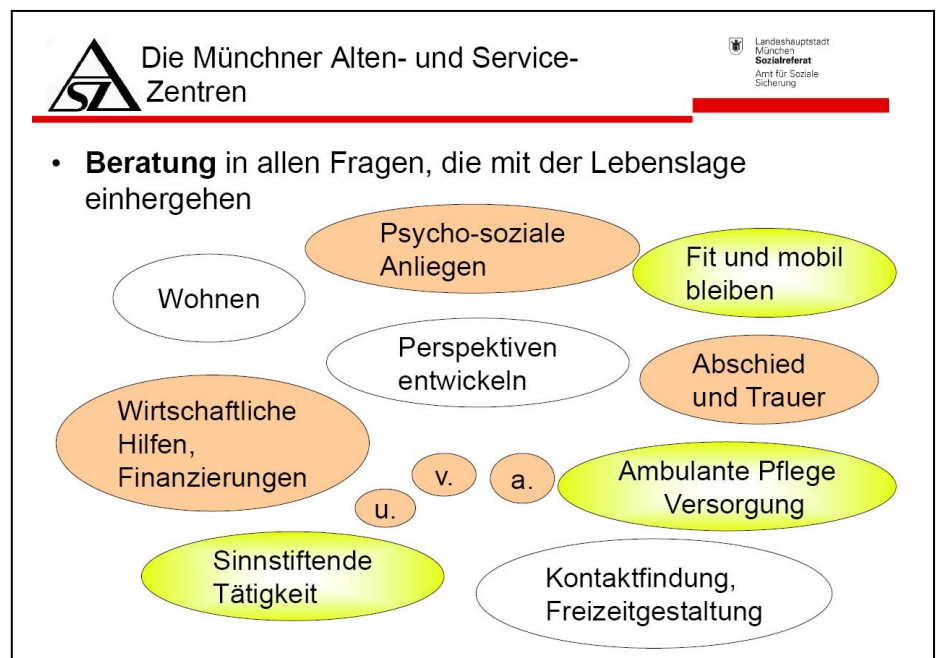 Die Münchner Alten- und Service-
Zentren
SZ
Landeshauptstadt
München
Sozialreferat
Amt für Soziale
Sicherung
• Beratung in allen Fragen, die mit der Lebenslage
einhergehen
Psycho-soziale
Anliegen
Fit und mobil
bleiben
Wohnen
Perspektiven
entwickeln
Abschied
und Trauer
Wirtschaftliche
Hilfen,
Finanzierungen
u.
v.
a.
Ambulante Pflege
Versorgung
Sinnstiftende
Tätigkeit
Kontaktfindung,
Freizeitgestaltung